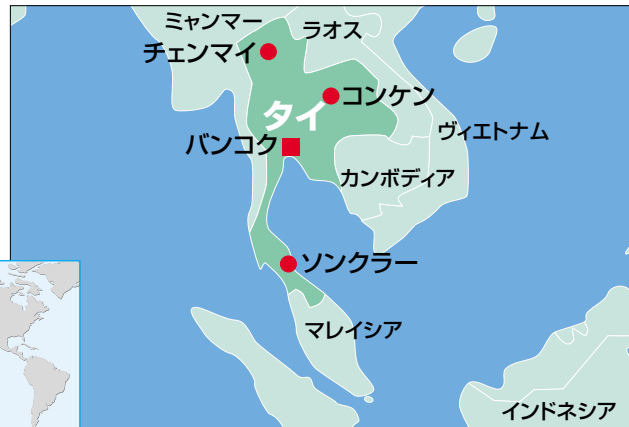 ミャンマー
ラオス
チェンマイ
コンケン
タイ
ヴィエトナム
バンコク
カンボディア
ソンクラー
マレイシア
インドネシア